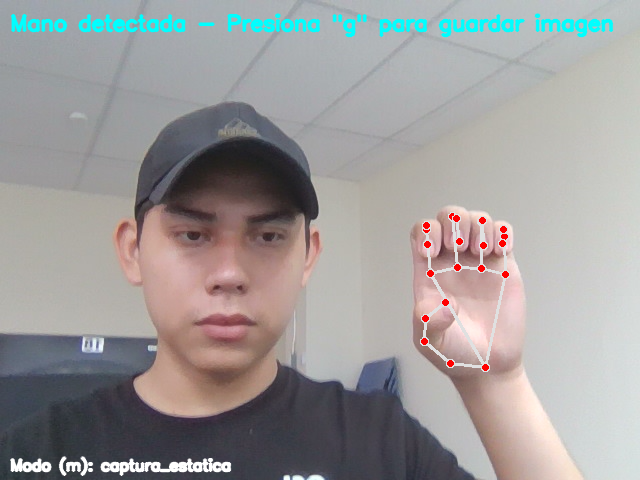 Mano detectada - Presiona "g" para guardar imagen
Modo (m): captura_estatica